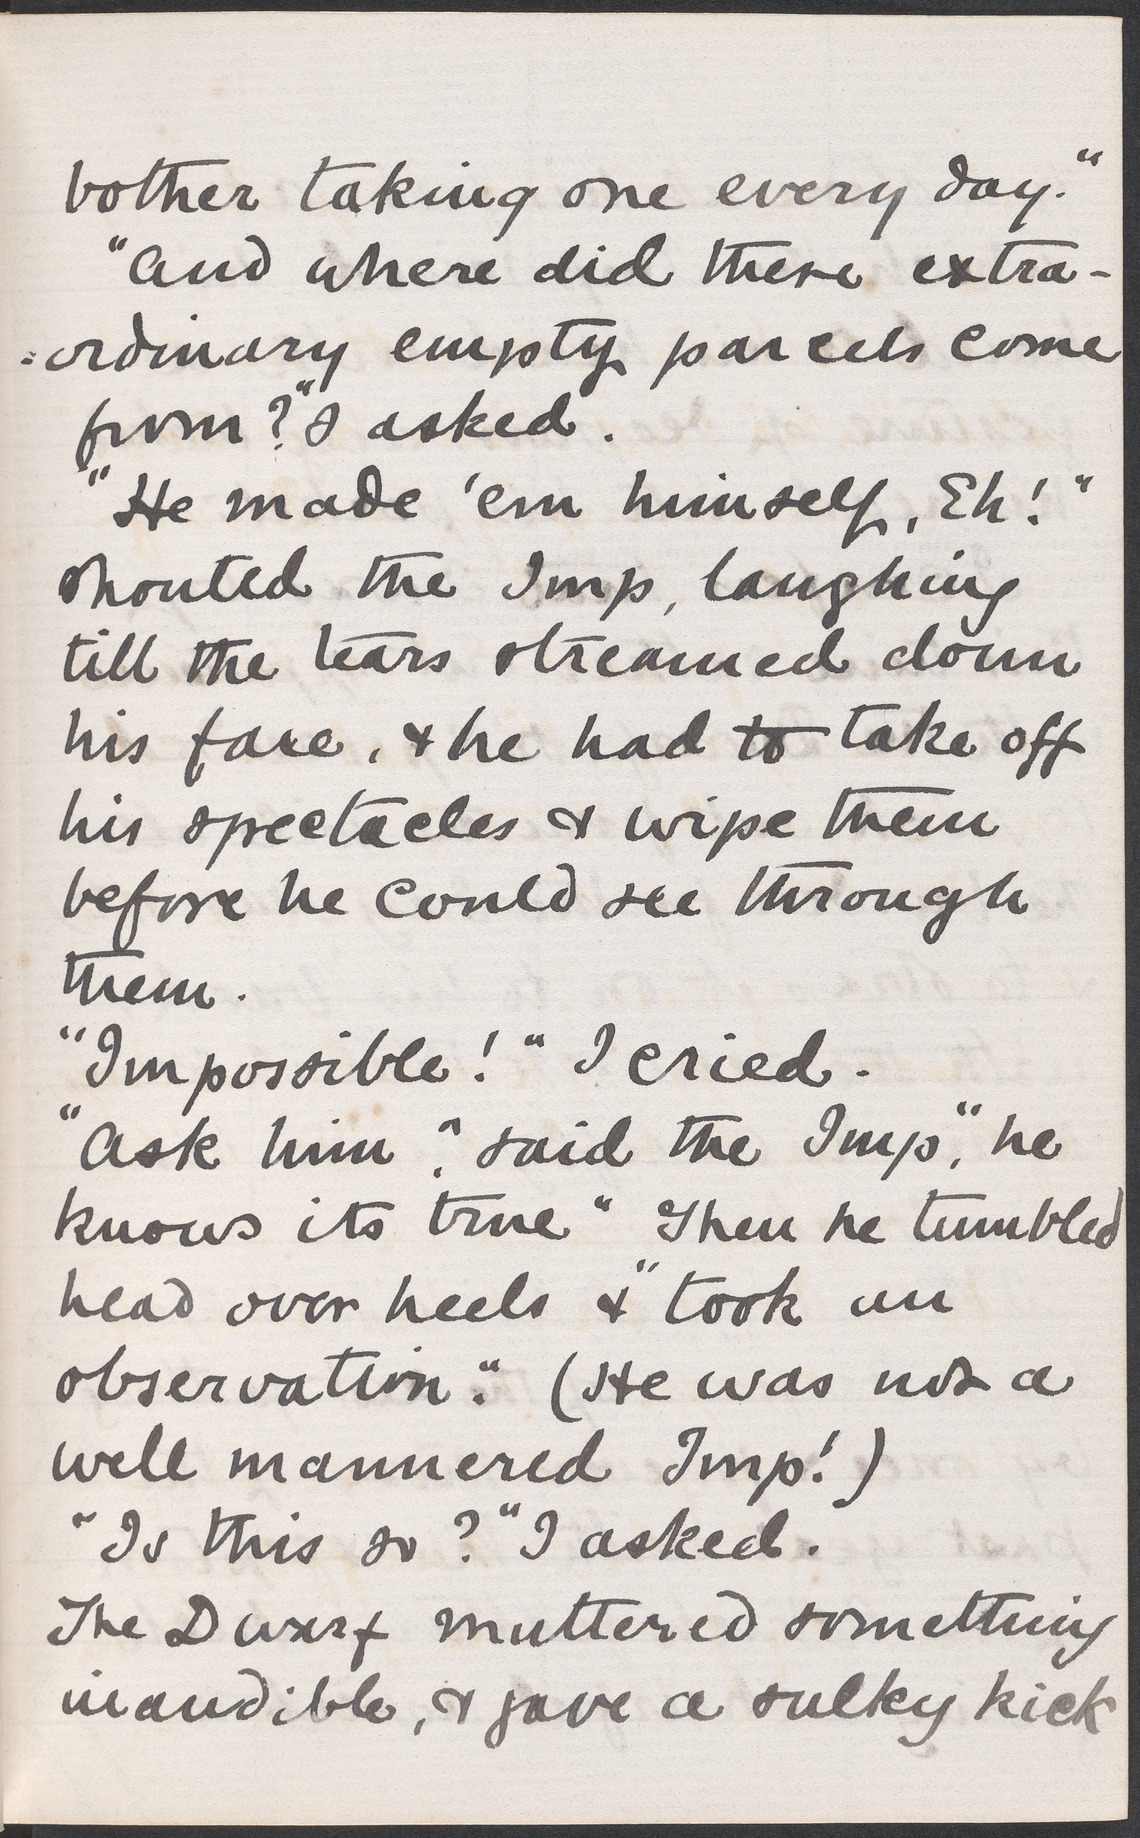 bother taking one every day."
"And where did these extra-
=ordinary empty parcels come
from?" I asked.
"He made 'em himself, Eh!"
shouted the Imp, laughing
till the tears streamed down
his face, & he had to take off
his spectacles & wipe them
before he could see through
them.
"Impossible!" I cried.
"Ask him", said the Imp, "he
knows its true" Then he tumbled
head over heels & "took an
observation". (He was not a
well mannered Imp!)
"Is this so?" I asked.
The Dwarf muttered something
inaudible, & gave a sulky kick